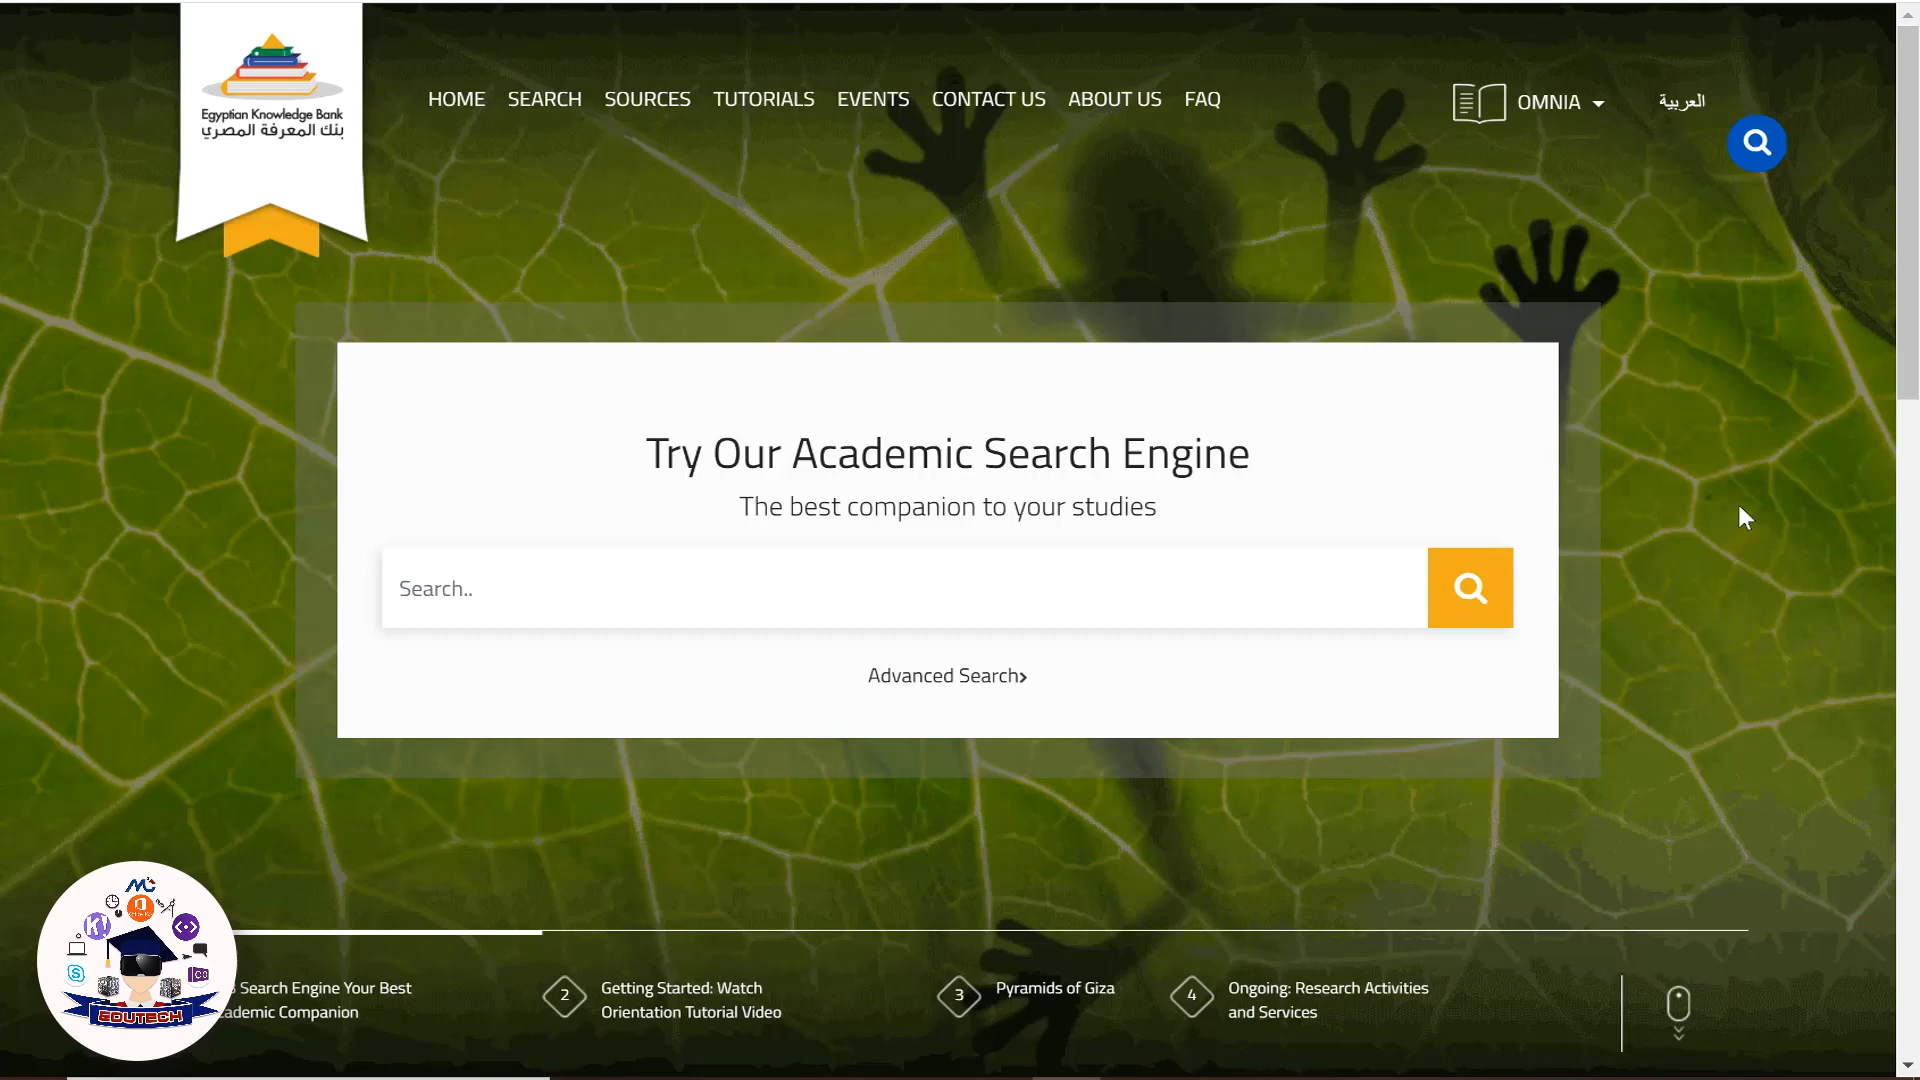 Egyptian Knowledge Bank
بنك المعرفة المصري
HOME SEARCH SOURCES TUTORIALS EVENTS CONTACT US ABOUT US FAQ
OMNIA
العربية
Try Our Academic Search Engine
The best companion to your studies
Search..
Advanced Search
Search Engine Your Best
Companion
2
Getting Started: Watch
Orientation Tutorial Video
3
Pyramids of Giza
4
Ongoing: Research Activities
and Services
EDUTECH